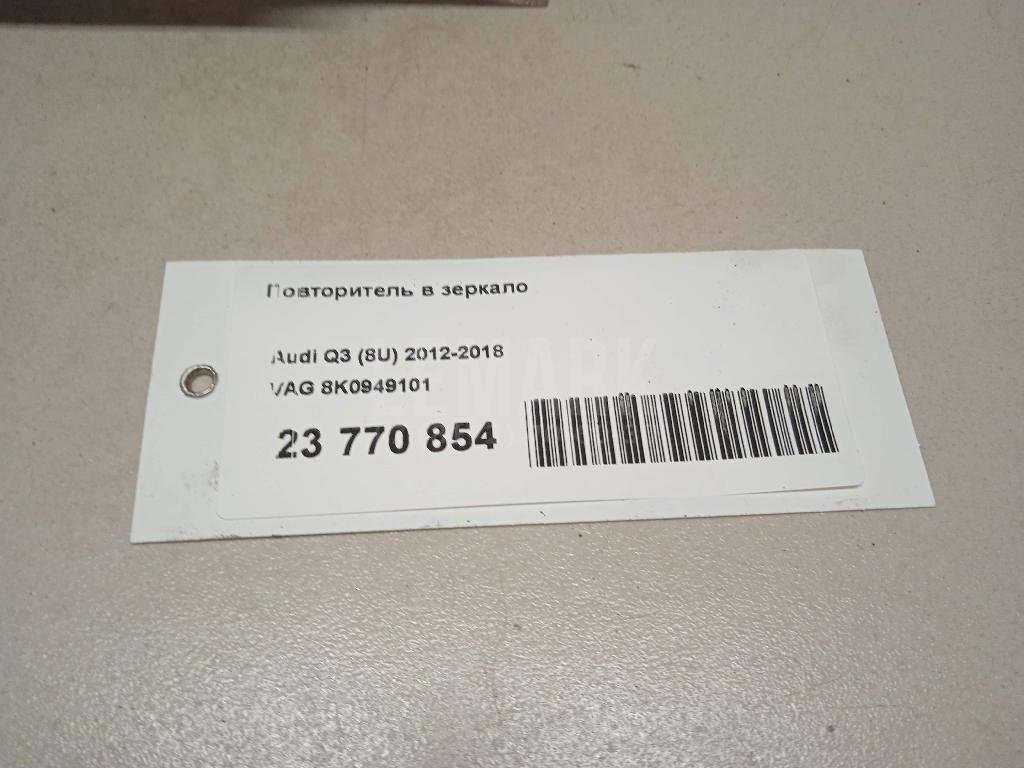 Повторитель в зеркало
Audi Q3 (8U) 2012-2018
VAG 8K0949101
23 770 854